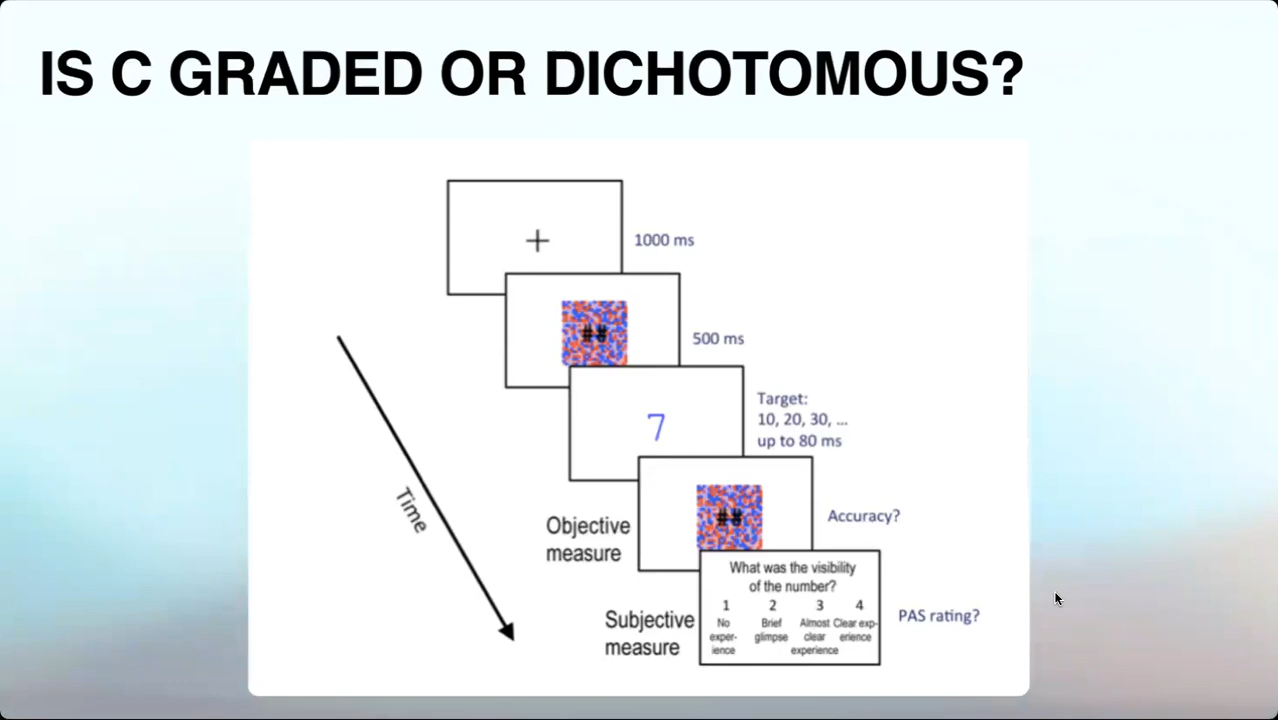 IS C GRADED OR DICHOTOMOUS?
+
1000 ms
##
500 ms
7
Target:
10, 20, 30, ...
up to 80 ms
Time
Objective
measure
##
Accuracy?
Subjective
measure
What was the visibility
of the number?
1 2 3 4
No Brief Almost Clear exp-
exper- glimpse clear erience
ience experience
PAS rating?